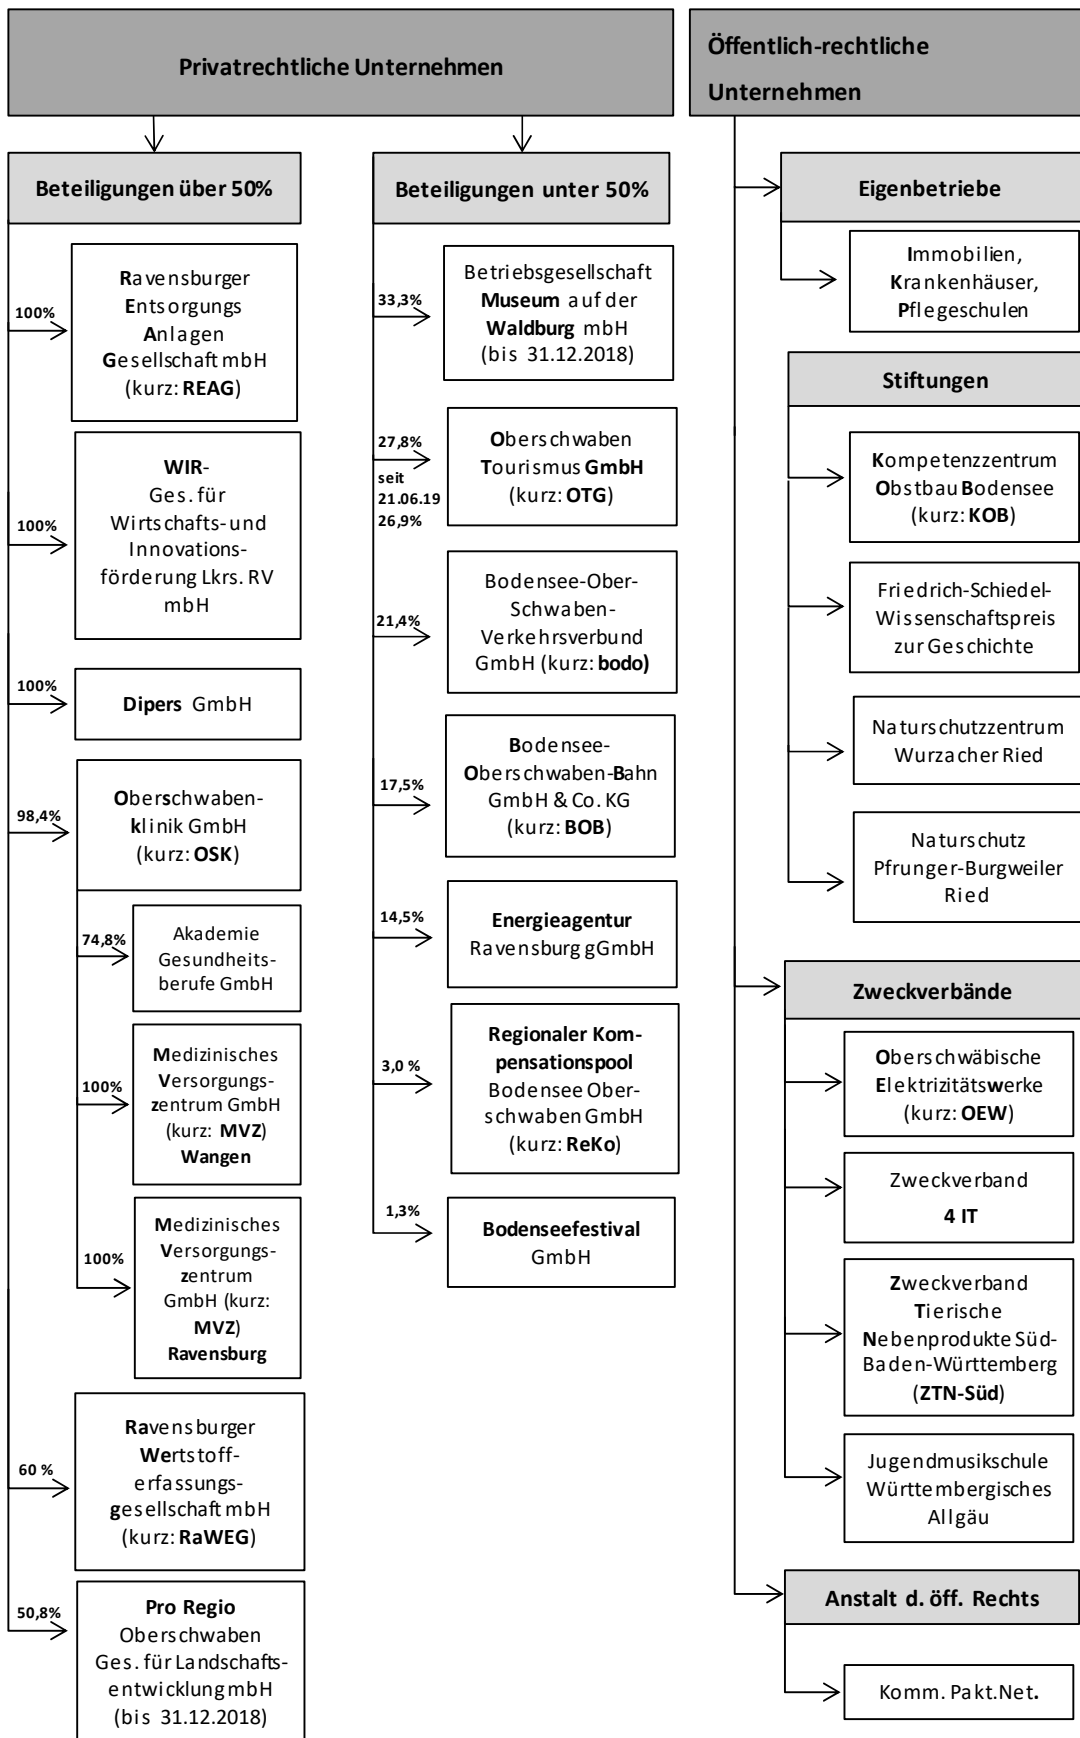 Privatrechtliche Unternehmen
Beteiligungen über 50%
100%
Ravensburger
Entsorgungs
Anlagen
Gesellschaft mbH
(kurz: REAG)
100%
WIR-
Ges. für
Wirtschafts- und
Innovations-
förderung Lkrs. RV
mbH
100%
Dipers GmbH
98,4%
Oberschwaben-
klinik GmbH
(kurz: OSK)
74,8%
Akademie
Gesundheits-
berufe GmbH
100%
Medizinisches
Versorgungs-
zentrum GmbH
(kurz: MVZ)
Wangen
100%
Medizinisches
Versorgungs-
zentrum
GmbH (kurz:
MVZ)
Ravensburg
60 %
Ravensburger
Wertstoff-
erfassungs-
gesellschaft mbH
(kurz: RaWEG)
50,8%
Pro Regio
Oberschwaben
Ges. für Landschafts-
entwicklung mbH
(bis 31.12.2018)
Beteiligungen unter 50%
33,3%
Betriebsgesellschaft
Museum auf der
Waldburg mbH
(bis 31.12.2018)
27,8%
seit
21.06.19
26,9%
Oberschwaben
Tourismus GmbH
(kurz: OTG)
21,4%
Bodensee-Ober-
Schwaben-
Verkehrsverbund
GmbH (kurz: bodo)
17,5%
Bodensee-
Oberschwaben-Bahn
GmbH & Co. KG
(kurz: BOB)
14,5%
Energieagentur
Ravensburg gGmbH
3,0 %
Regionaler Kom-
pensationspool
Bodensee Ober-
schwaben GmbH
(kurz: ReKo)
1,3%
Bodenseefestival
GmbH
Öffentlich-rechtliche
Unternehmen
Eigenbetriebe
Immobilien,
Krankenhäuser,
Pflegeschulen
Stiftungen
Kompetenzzentrum
Obstbau Bodensee
(kurz: KOB)
Friedrich-Schiedel-
Wissenschaftspreis
zur Geschichte
Naturschutzzentrum
Wurzacher Ried
Naturschutz
Pfrunger-Burgweiler
Ried
Zweckverbände
Oberschwäbische
Elektrizitätswerke
(kurz: OEW)
Zweckverband
4 IT
Zweckverband
Tierische
Nebenprodukte Süd-
Baden-Württemberg
(ZTN-Süd)
Jugendmusikschule
Württembergisches
Allgäu
Anstalt d. öff. Rechts
Komm. Pakt.Net.